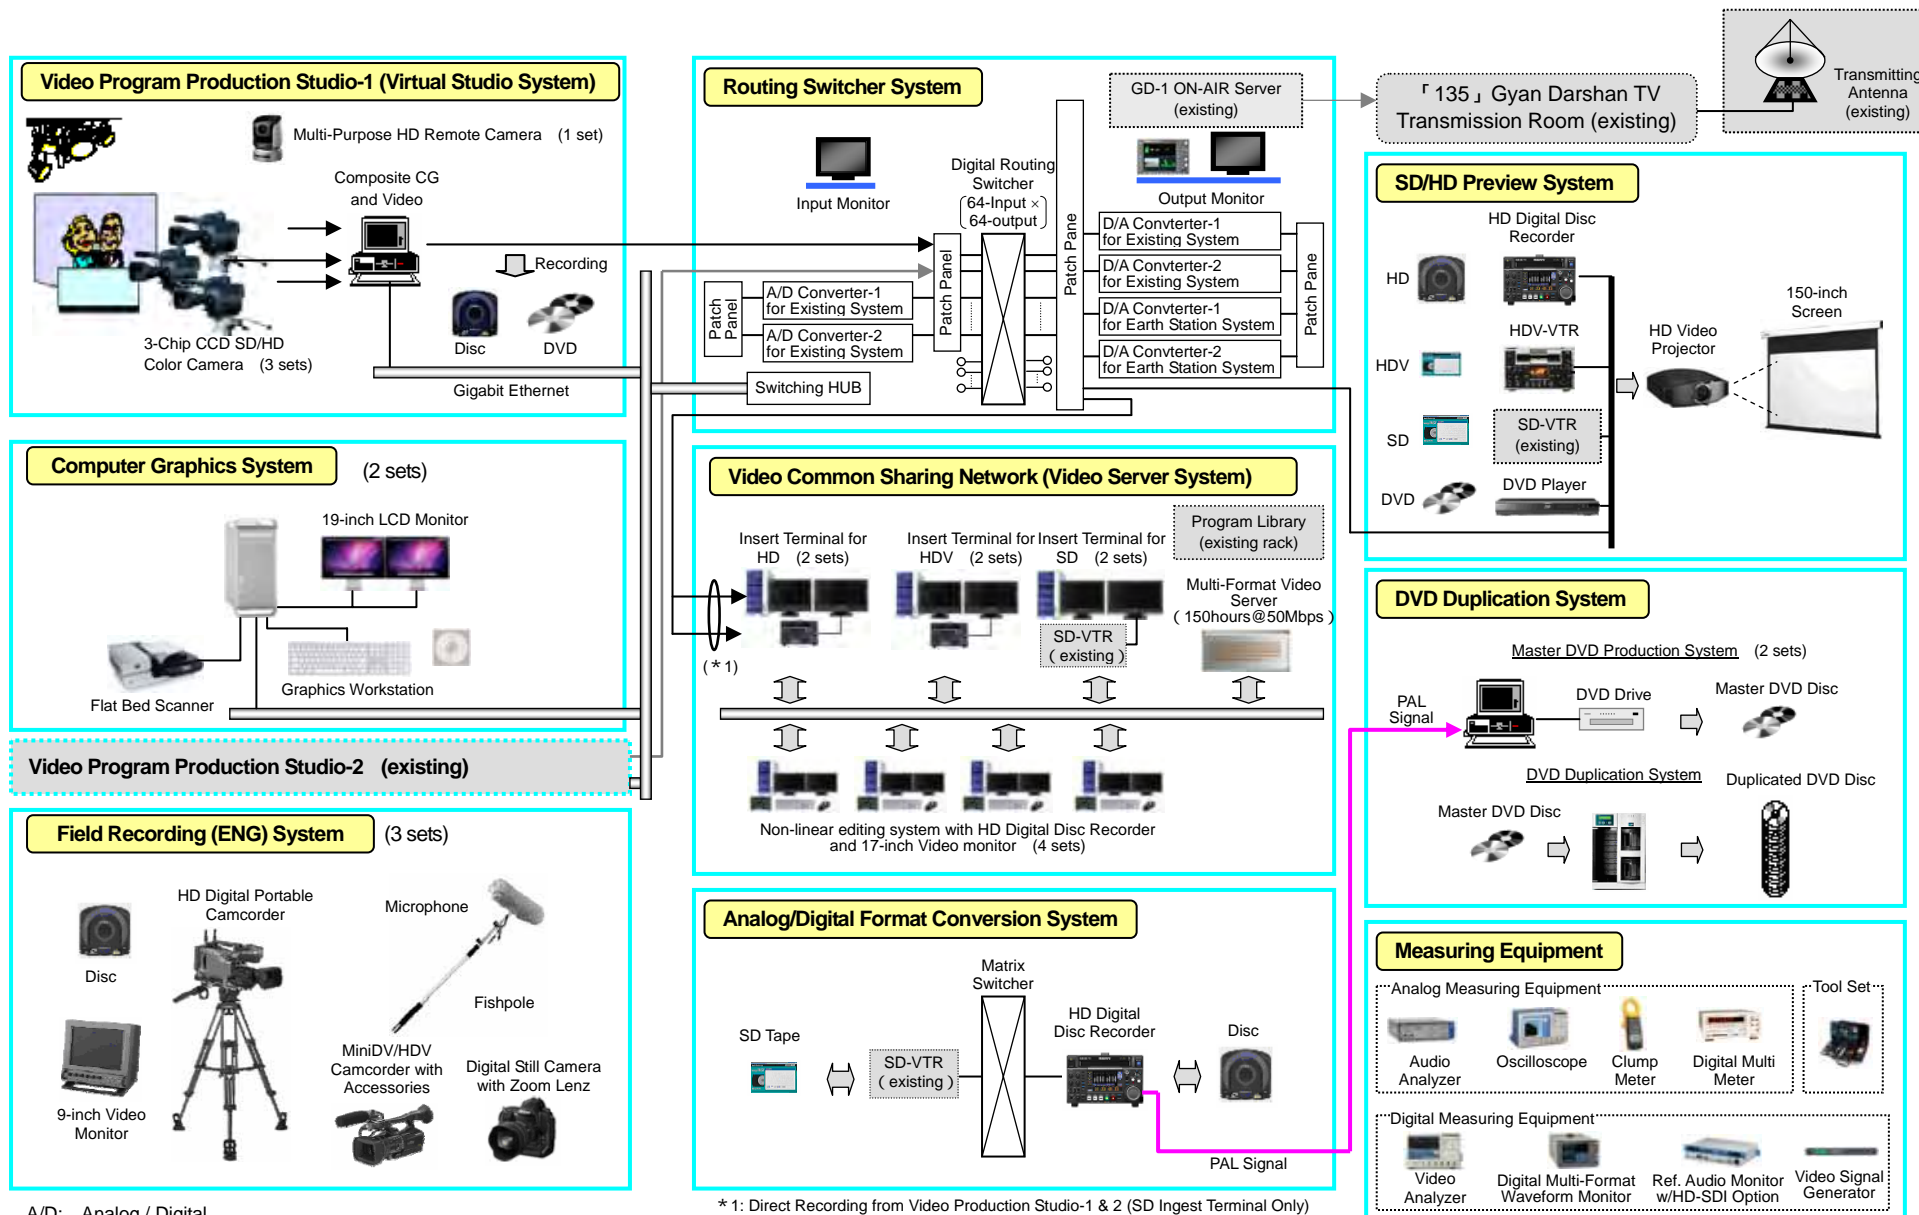 Video Program Production Studio-1 (Virtual Studio System)
Multi-Purpose HD Remote Camera (1 set)
Composite CG
and Video
Recording
Disc
DVD
3-Chip CCD SD/HD
Color Camera (3 sets)
Gigabit Ethernet
Computer Graphics System
(2 sets)
19-inch LCD Monitor
Flat Bed Scanner
Graphics Workstation
Video Program Production Studio-2 (existing)
Field Recording (ENG) System
(3 sets)
HD Digital Portable
Camcorder
Microphone
Disc
Fishpole
9-inch Video
Monitor
MiniDV/HDV
Camcorder with
Accessories
Digital Still Camera
with Zoom Lenz
A/D: Analog / Digital
Routing Switcher System
GD-1 ON-AIR Server
(existing)
Input Monitor
Digital Routing
Switcher
64-Input ×
64-output
Output Monitor
Patch Panel
A/D Converter-1
for Existing System
A/D Converter-2
for Existing System
Patch Panel
Patch Pane
D/A Convterter-1
for Existing System
D/A Convterter-2
for Existing System
D/A Convterter-1
for Earth Station System
D/A Convterter-2
for Earth Station System
Patch Pane
Switching HUB
Video Common Sharing Network (Video Server System)
Program Library
(existing rack)
Insert Terminal for
HD (2 sets)
Insert Terminal for
HDV (2 sets)
Insert Terminal for
SD (2 sets)
Multi-Format Video
Server
(150hours@50Mbps)
SD-VTR
(existing)
(*1)
Non-linear editing system with HD Digital Disc Recorder
and 17-inch Video monitor (4 sets)
Analog/Digital Format Conversion System
Matrix
Switcher
SD Tape
SD-VTR
(existing)
HD Digital
Disc Recorder
Disc
PAL Signal
*1: Direct Recording from Video Production Studio-1 & 2 (SD Ingest Terminal Only)
「135」Gyan Darshan TV
Transmission Room (existing)
Transmitting
Antenna
(existing)
SD/HD Preview System
HD Digital Disc
Recorder
HD
HDV-VTR
HDV
SD-VTR
(existing)
SD
DVD Player
DVD
HD Video
Projector
150-inch
Screen
DVD Duplication System
Master DVD Production System (2 sets)
PAL
Signal
DVD Drive
Master DVD Disc
DVD Duplication System
Master DVD Disc
Duplicated DVD Disc
Measuring Equipment
Analog Measuring Equipment
Tool Set
Audio
Analyzer
Oscilloscope
Clump
Meter
Digital Multi
Meter
Digital Measuring Equipment
Video
Analyzer
Digital Multi-Format
Waveform Monitor
Ref. Audio Monitor
w/HD-SDI Option
Video Signal
Generator